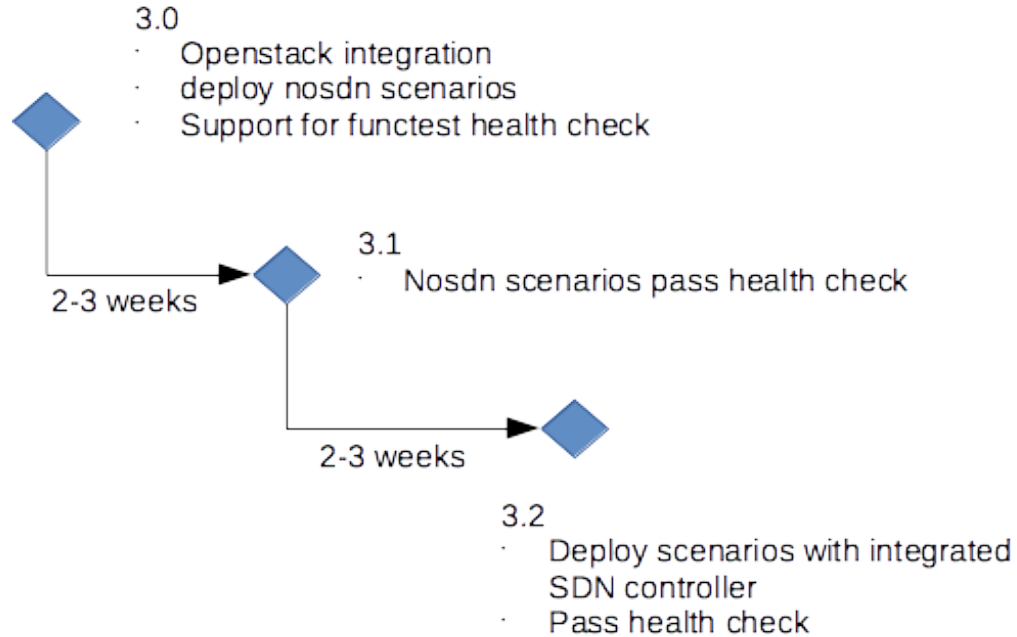 3.0
· Openstack integration
· deploy nosdn scenarios
· Support for functest health check
3.1
· Nosdn scenarios pass health check
2-3 weeks
2-3 weeks
3.2
· Deploy scenarios with integrated
SDN controller
· Pass health check